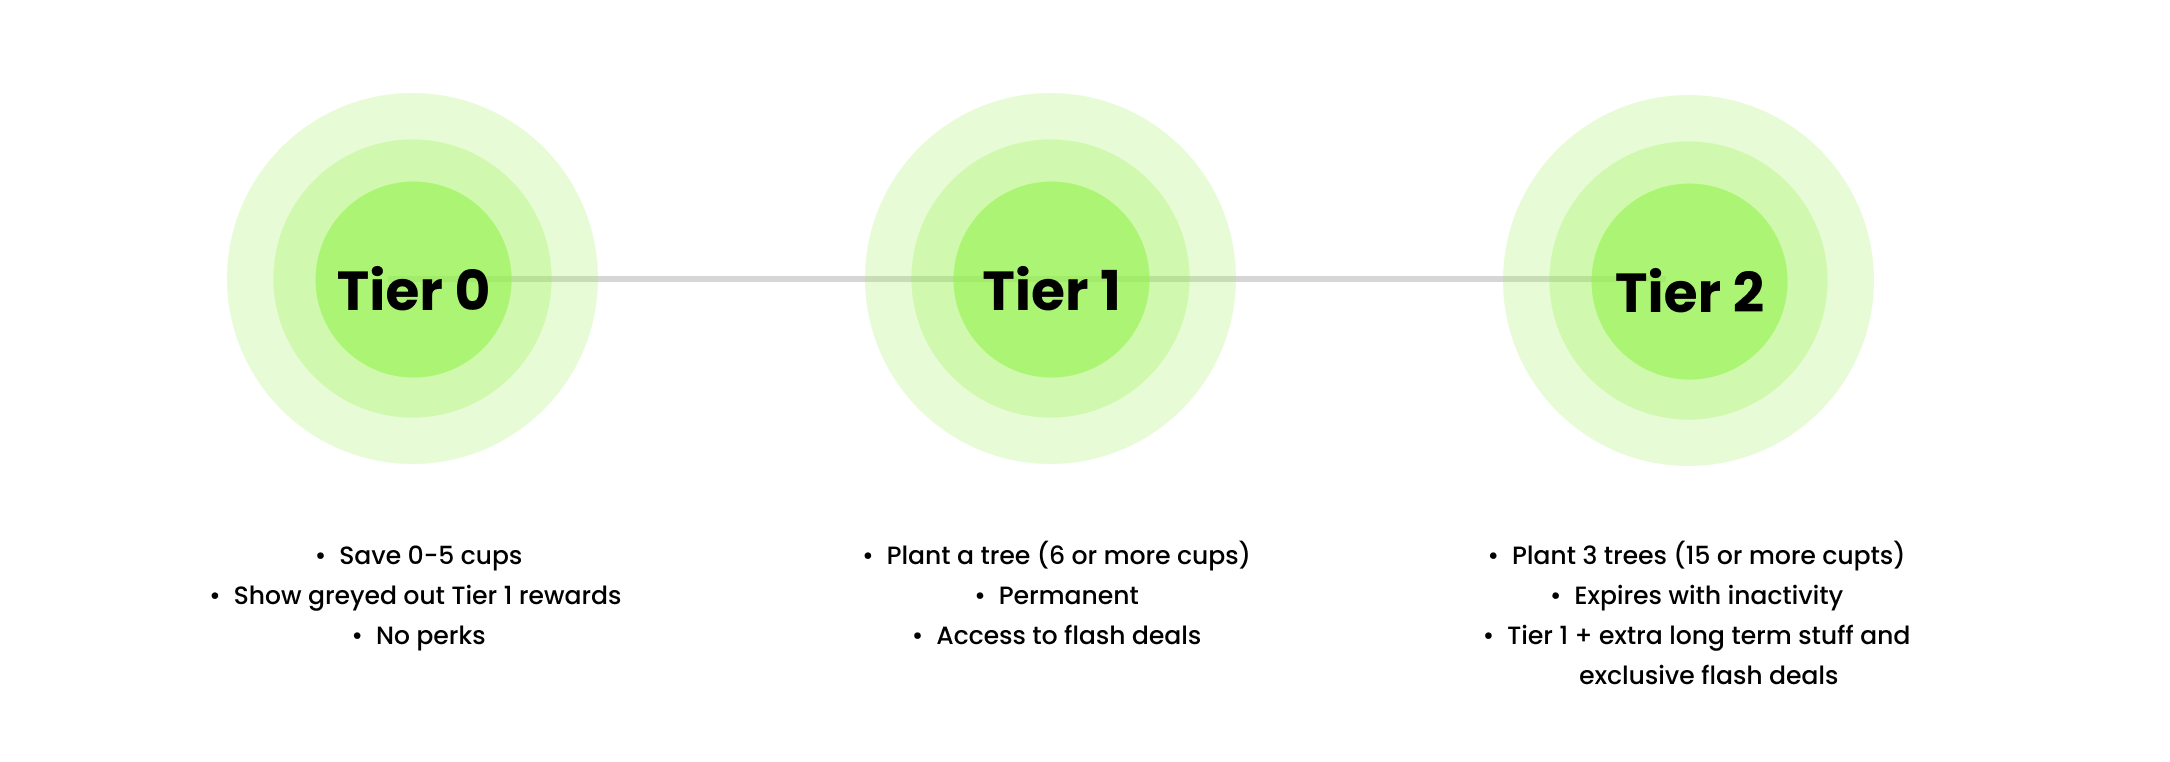 Tier 0
Tier 1
Tier 2
• Save 0-5 cups
• Show greyed out Tier 1 rewards
• No perks
• Plant a tree (6 or more cups)
• Permanent
• Access to flash deals
• Plant 3 trees (15 or more cupts)
• Expires with inactivity
• Tier 1 + extra long term stuff and
exclusive flash deals